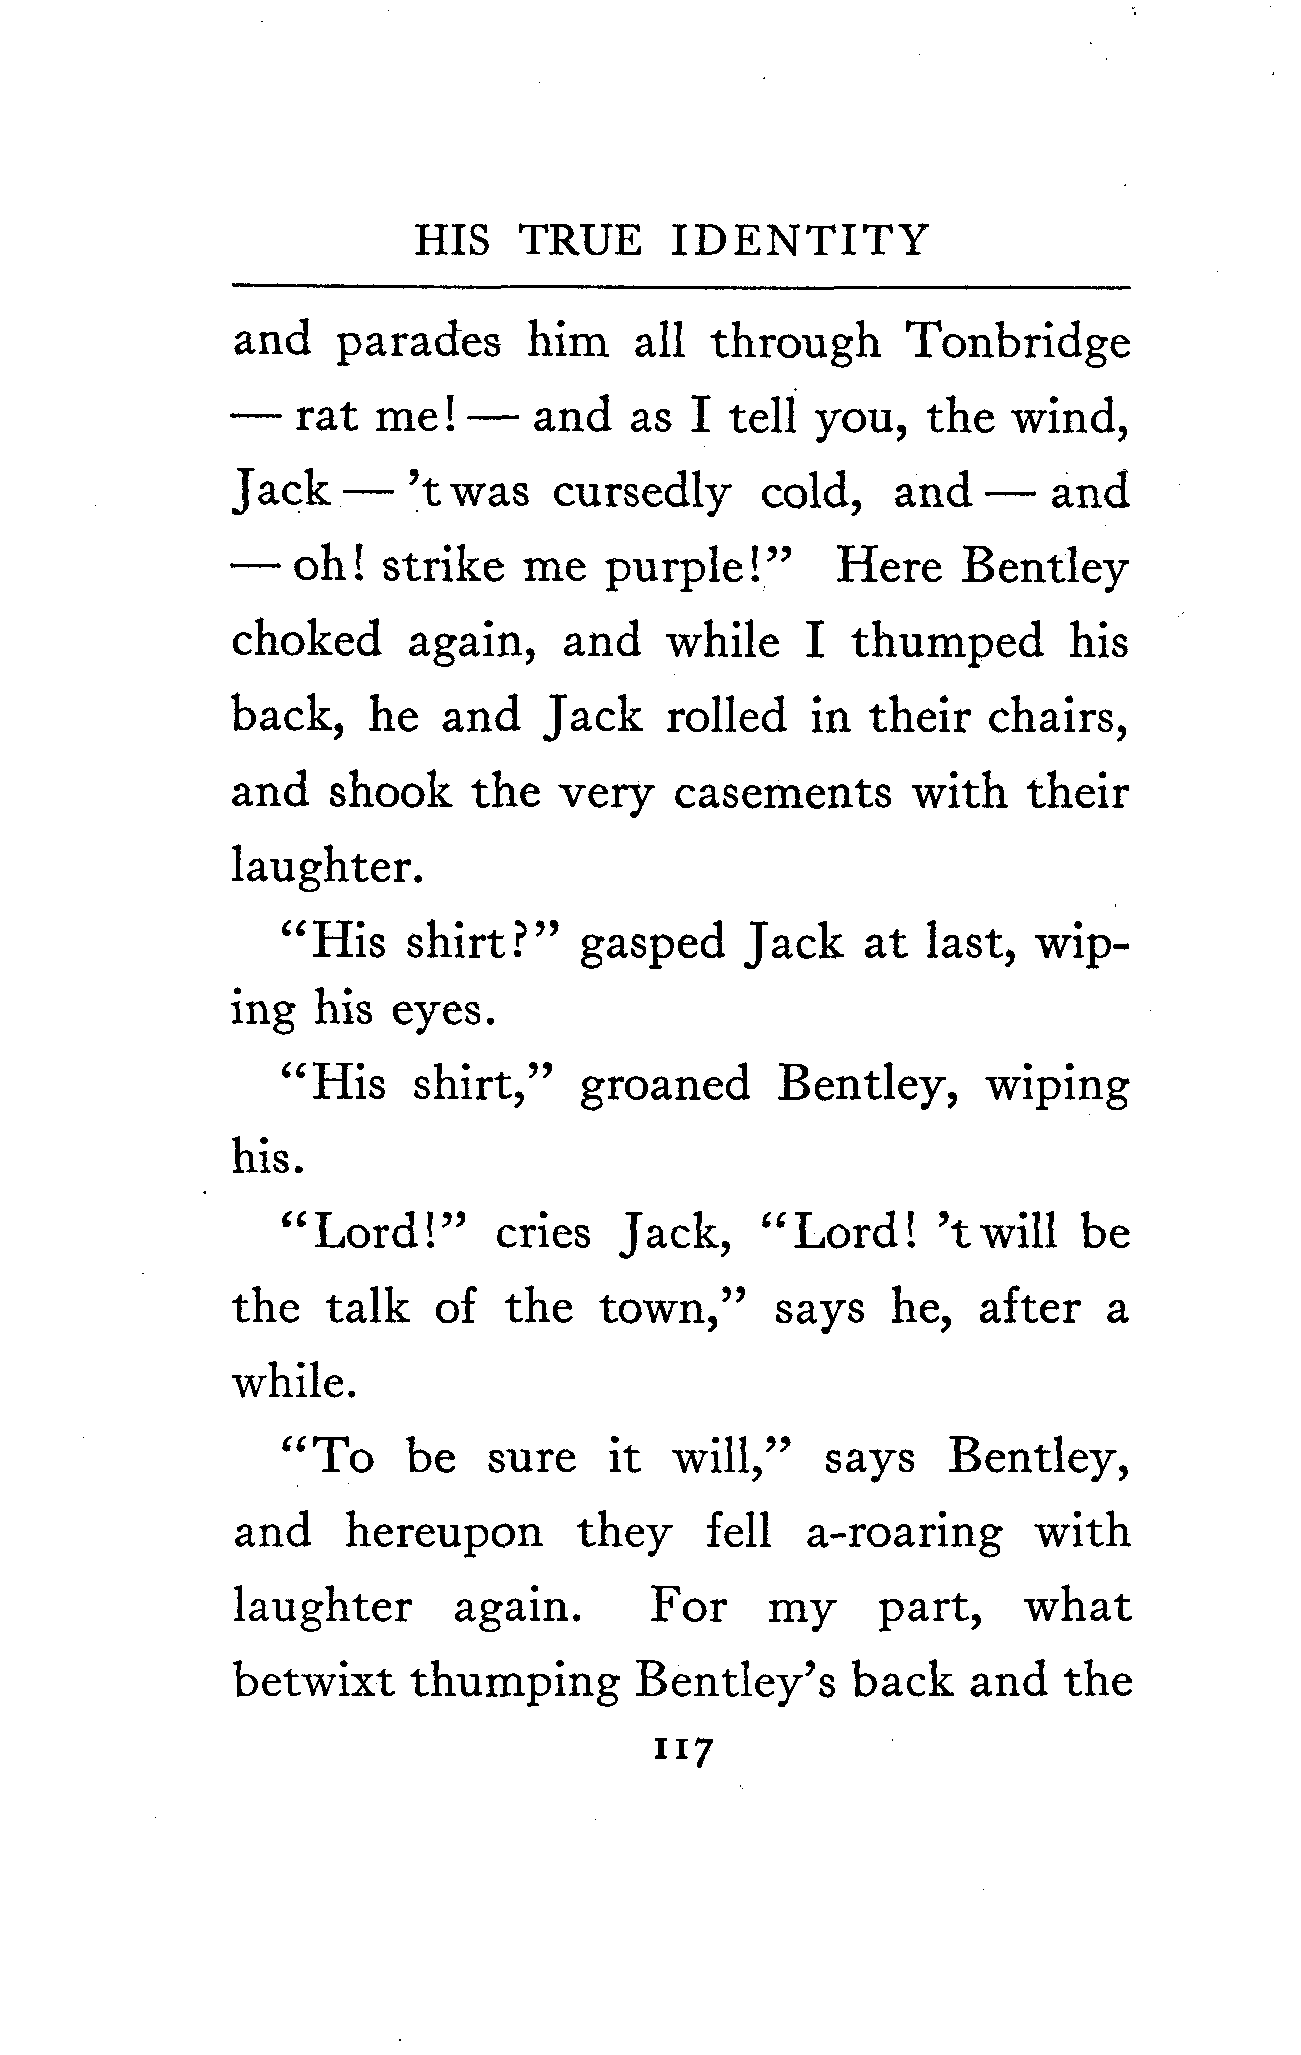 HIS TRUE IDENTITY
and parades him all through Tonbridge
— rat me! — and as I tell you, the wind,
Jack — 't was cursedly cold, and — and
— oh! strike me purple!" Here Bentley
choked again, and while I thumped his
back, he and Jack rolled in their chairs,
and shook the very casements with their
laughter.
"His shirt?" gasped Jack at last, wip-
ing his eyes.
"His shirt," groaned Bentley, wiping
his.
"Lord!" cries Jack, "Lord! 't will be
the talk of the town," says he, after a
while.
"To be sure it will," says Bentley,
and hereupon they fell a-roaring with
laughter again. For my part, what
betwixt thumping Bentley's back and the
117